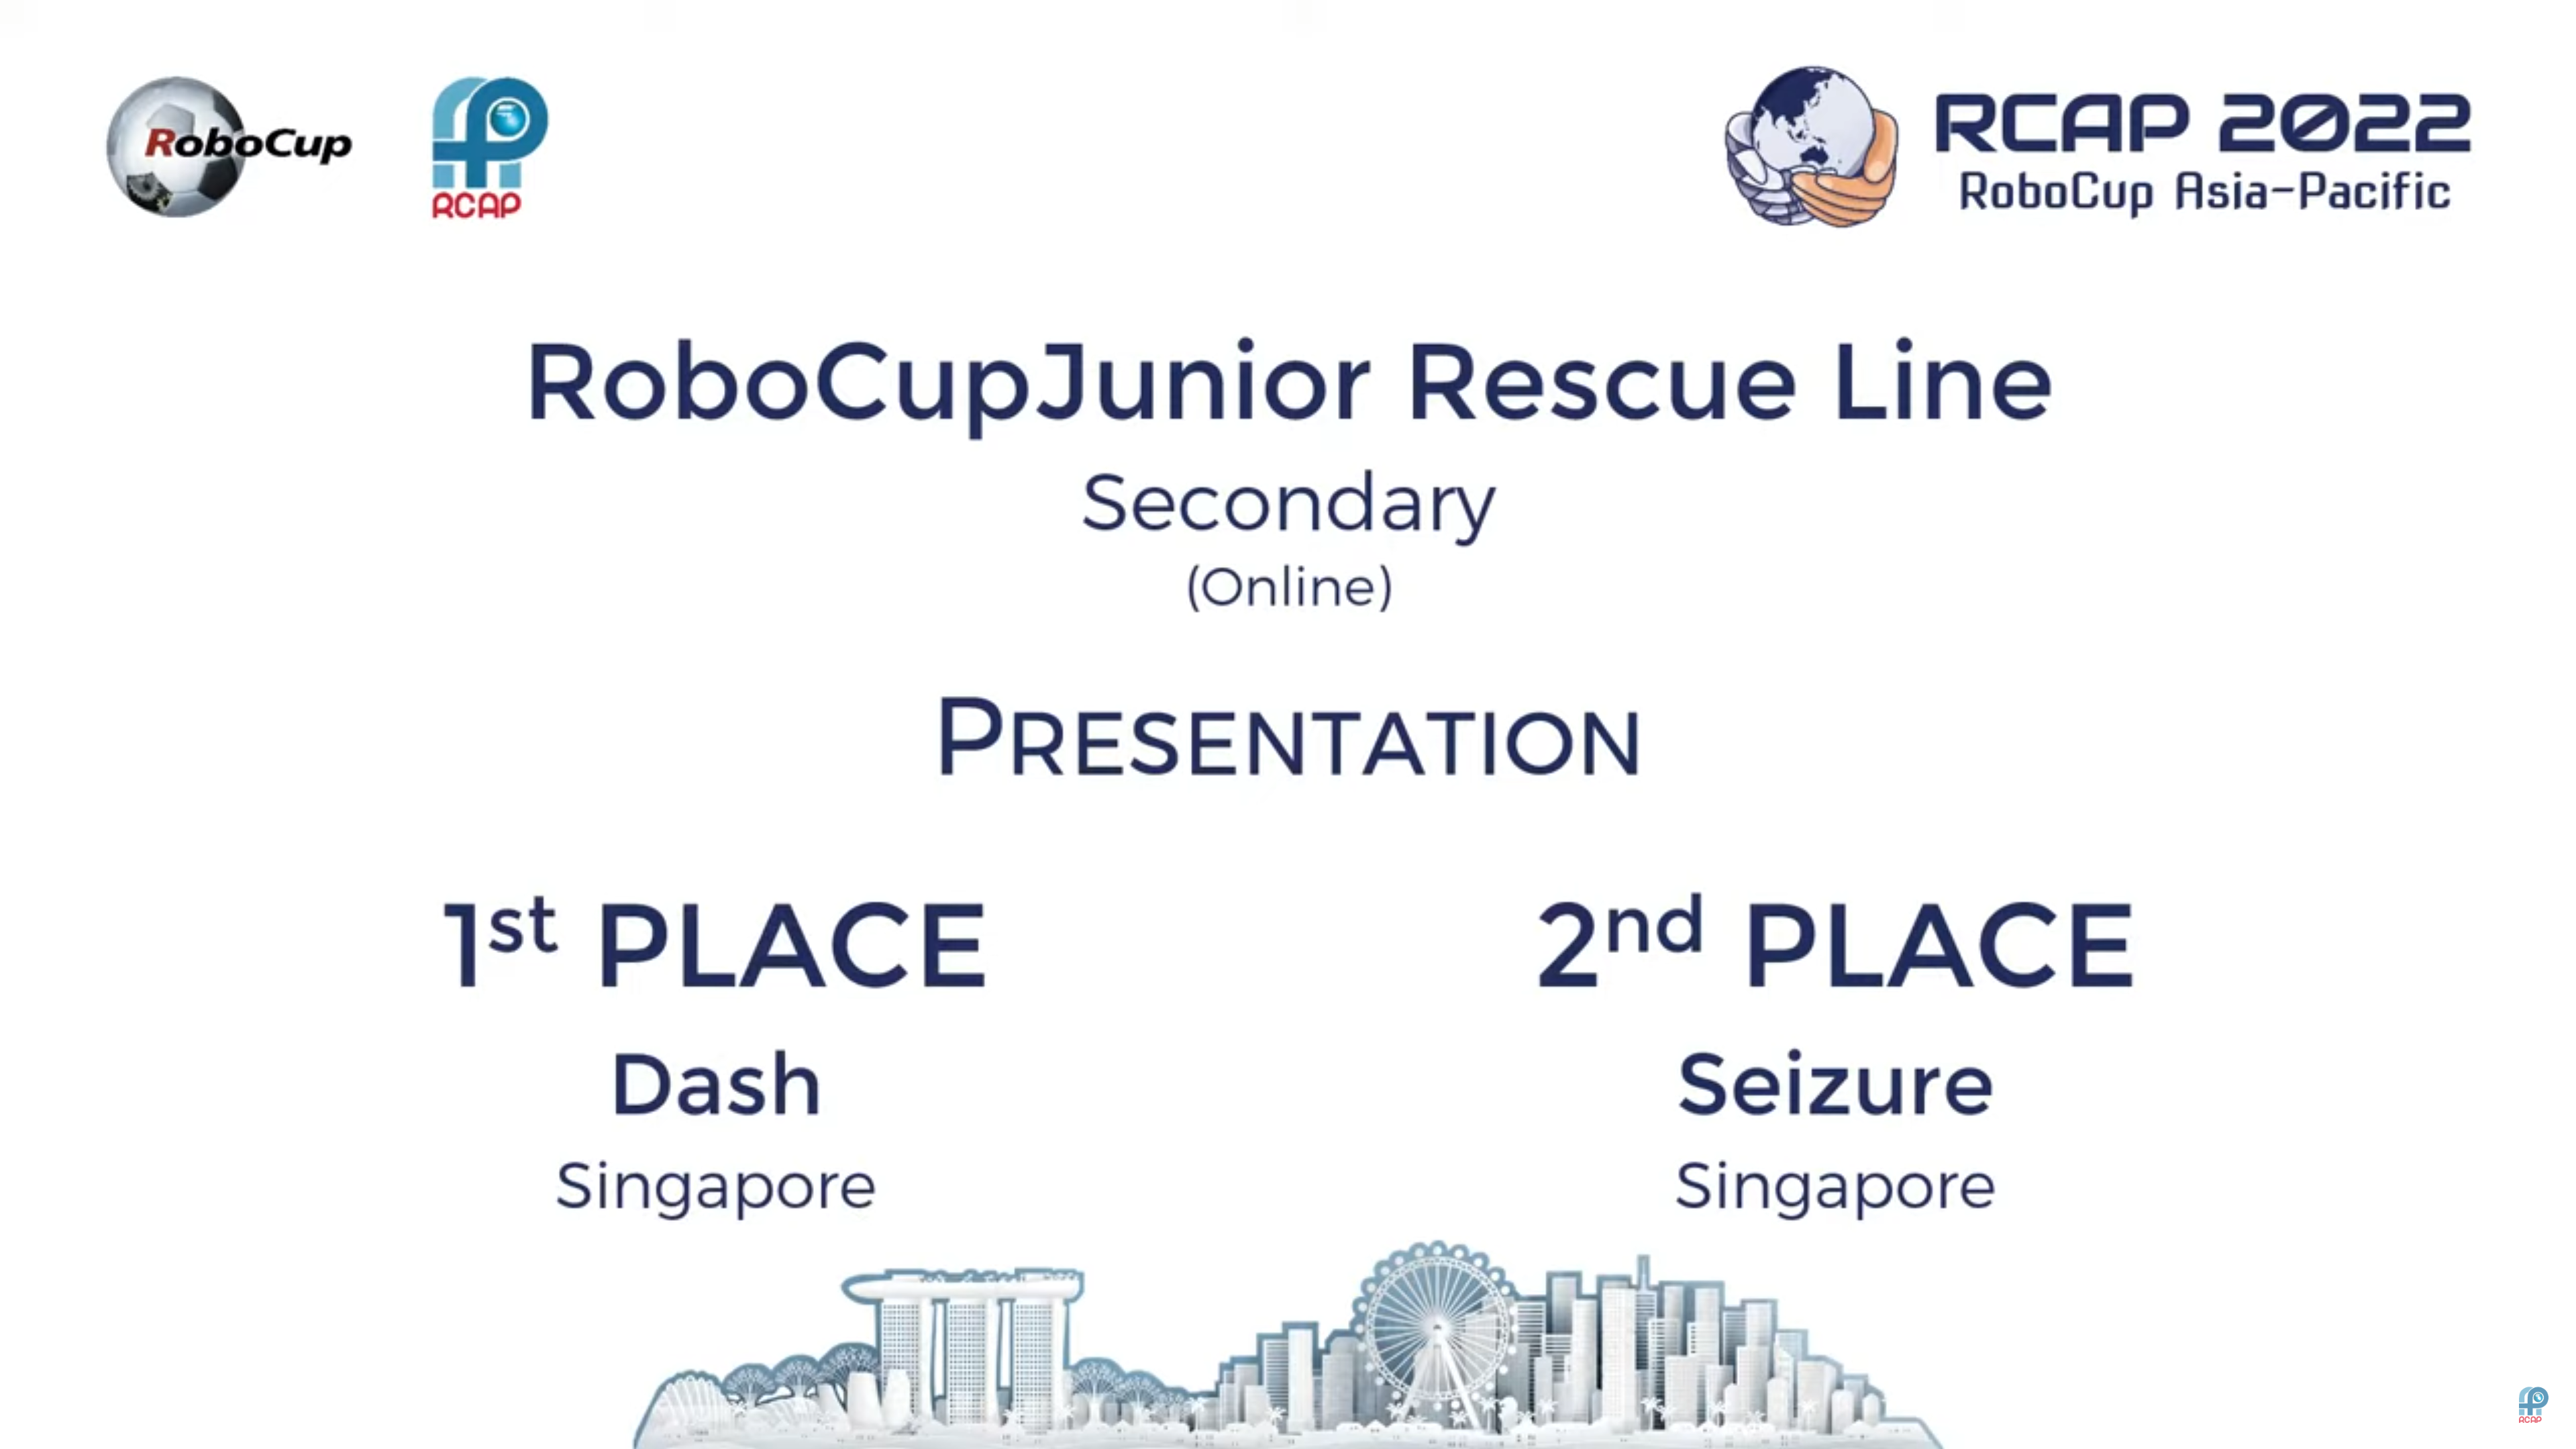 RoboCup
RCAP
RCAP 2022
RoboCup Asia-Pacific
RoboCupJunior Rescue Line
Secondary
(Online)
PRESENTATION
1st PLACE
2nd PLACE
Dash
Seizure
Singapore
Singapore
RCAP